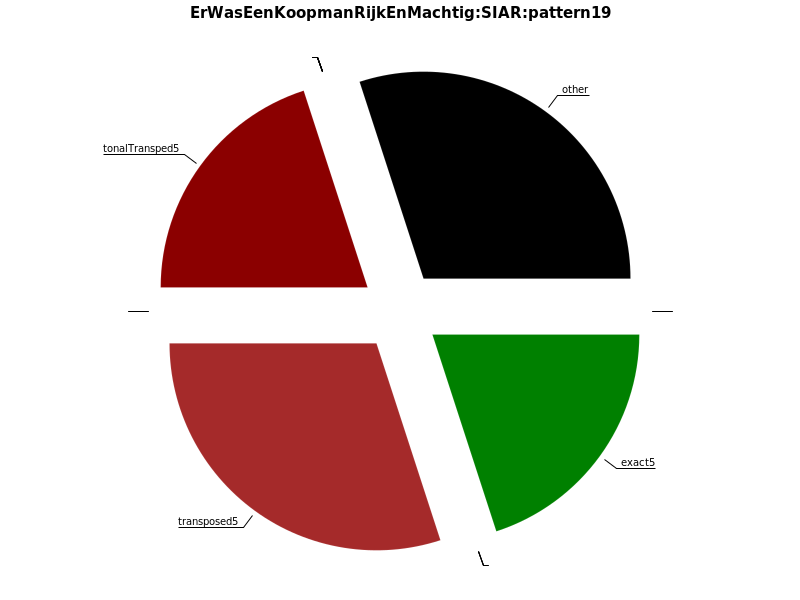 ErWasEenKoopmanRijkEnMachtig:SIAR:pattern19
other
tonalTransped5
exact5
transposed5